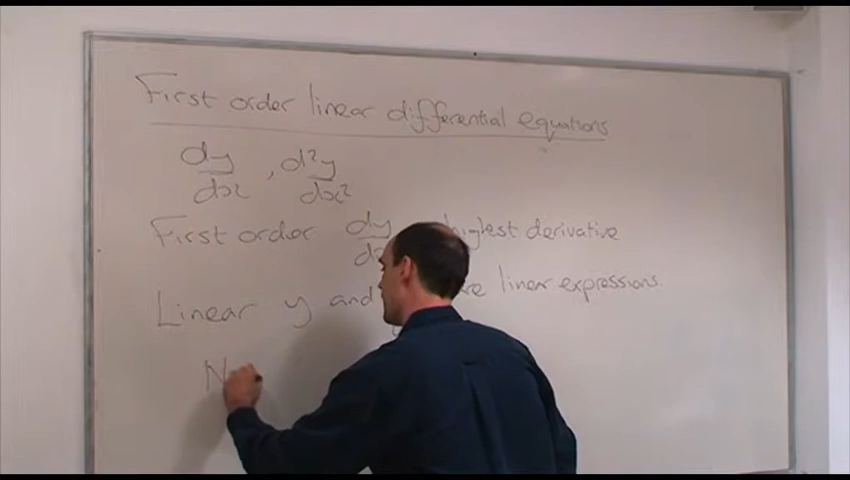 First order linear differential equations
dy/dx , d²y/dx²
First order dy/dx highest derivative
Linear y and linear expressions
N